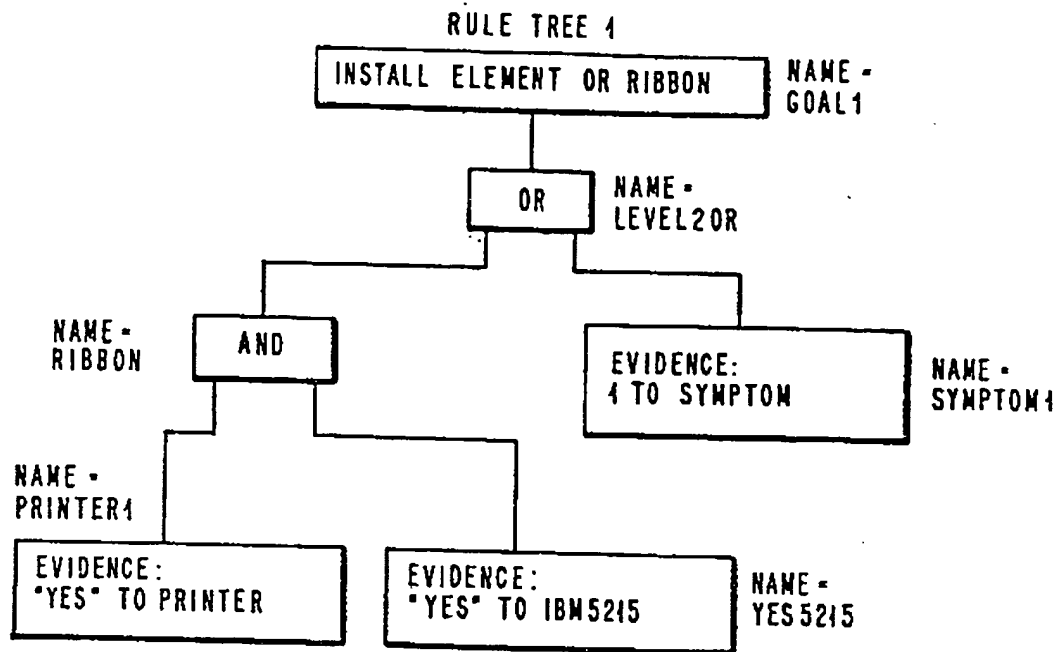 RULE TREE 1
INSTALL ELEMENT OR RIBBON
NAME =
GOAL1
OR
NAME =
LEVEL2OR
NAME =
RIBBON
AND
EVIDENCE:
1 TO SYMPTOM
NAME =
SYMPTOM1
NAME =
PRINTER1
EVIDENCE:
"YES" TO PRINTER
EVIDENCE:
"YES" TO IBM5215
NAME =
YES5215